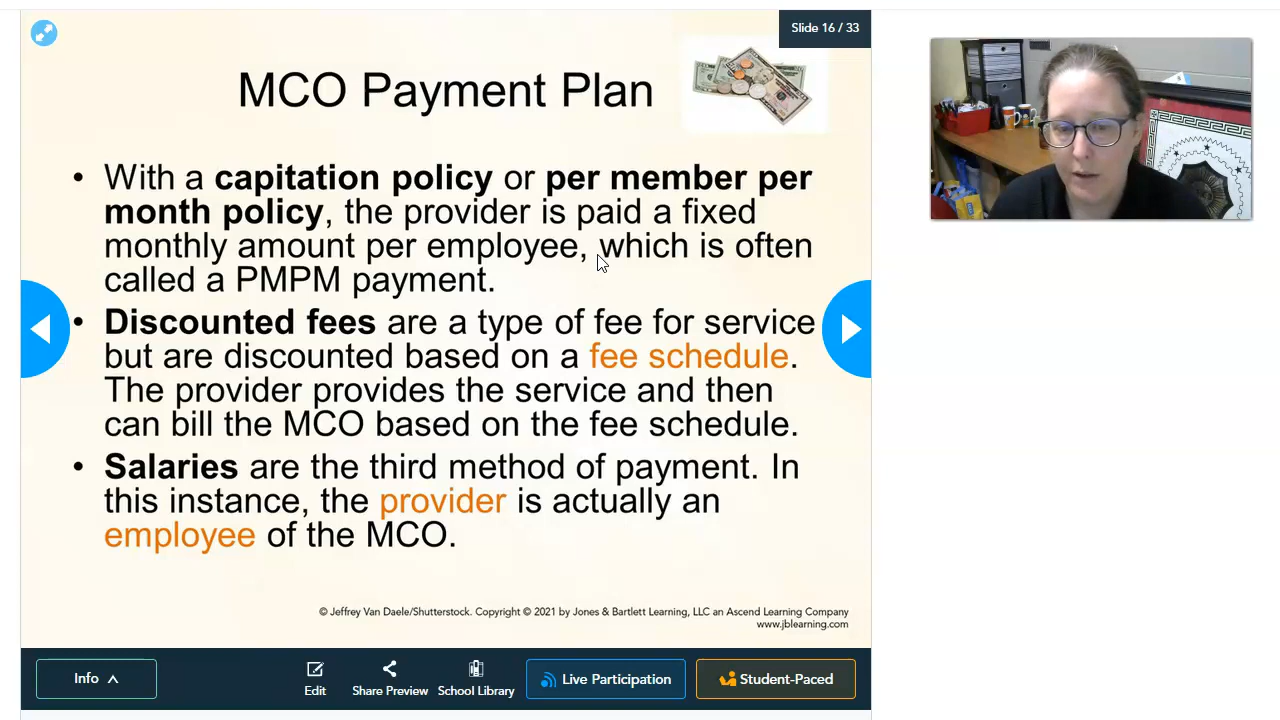 Slide 16 / 33
MCO Payment Plan
• With a capitation policy or per member per
month policy, the provider is paid a fixed
monthly amount per employee, which is often
called a PMPM payment.
• Discounted fees are a type of fee for service
but are discounted based on a fee schedule.
The provider provides the service and then
can bill the MCO based on the fee schedule.
• Salaries are the third method of payment. In
this instance, the provider is actually an
employee of the MCO.
© Jeffrey Van Daele/Shutterstock. Copyright © 2021 by Jones & Bartlett Learning, LLC an Ascend Learning Company
www.jblearning.com
Info
Edit
Share Preview
School Library
Live Participation
Student-Paced